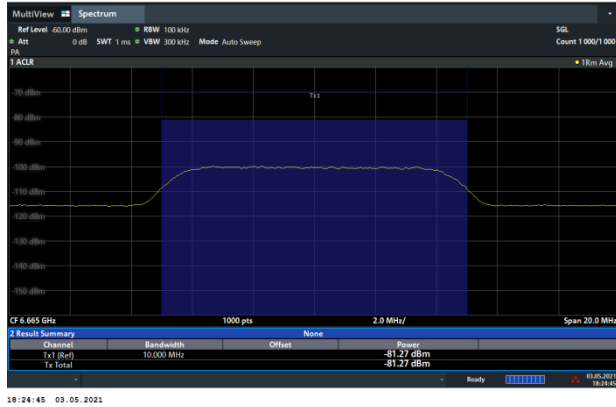 MultiView Spectrum
Ref Level -60.00 dBm RBW 100 kHz SGL
Att 0 dB SWT 1 ms VBW 300 kHz Mode Auto Sweep Count 1000/1000
PA
1 ACLR 1Rm Avg
-70 dBm
Tx1
-80 dBm
-90 dBm
-100 dBm
-110 dBm
-120 dBm
-130 dBm
-140 dBm
-150 dBm
CF 6.665 GHz 1000 pts 2.0 MHz/ Span 20.0 MHz
2 Result Summary None
Channel Bandwidth Offset Power
Tx1 (Ref) 10.000 MHz -81.27 dBm
Tx Total -81.27 dBm
Ready 03.05.2021
18:24:45
18:24:45 03.05.2021